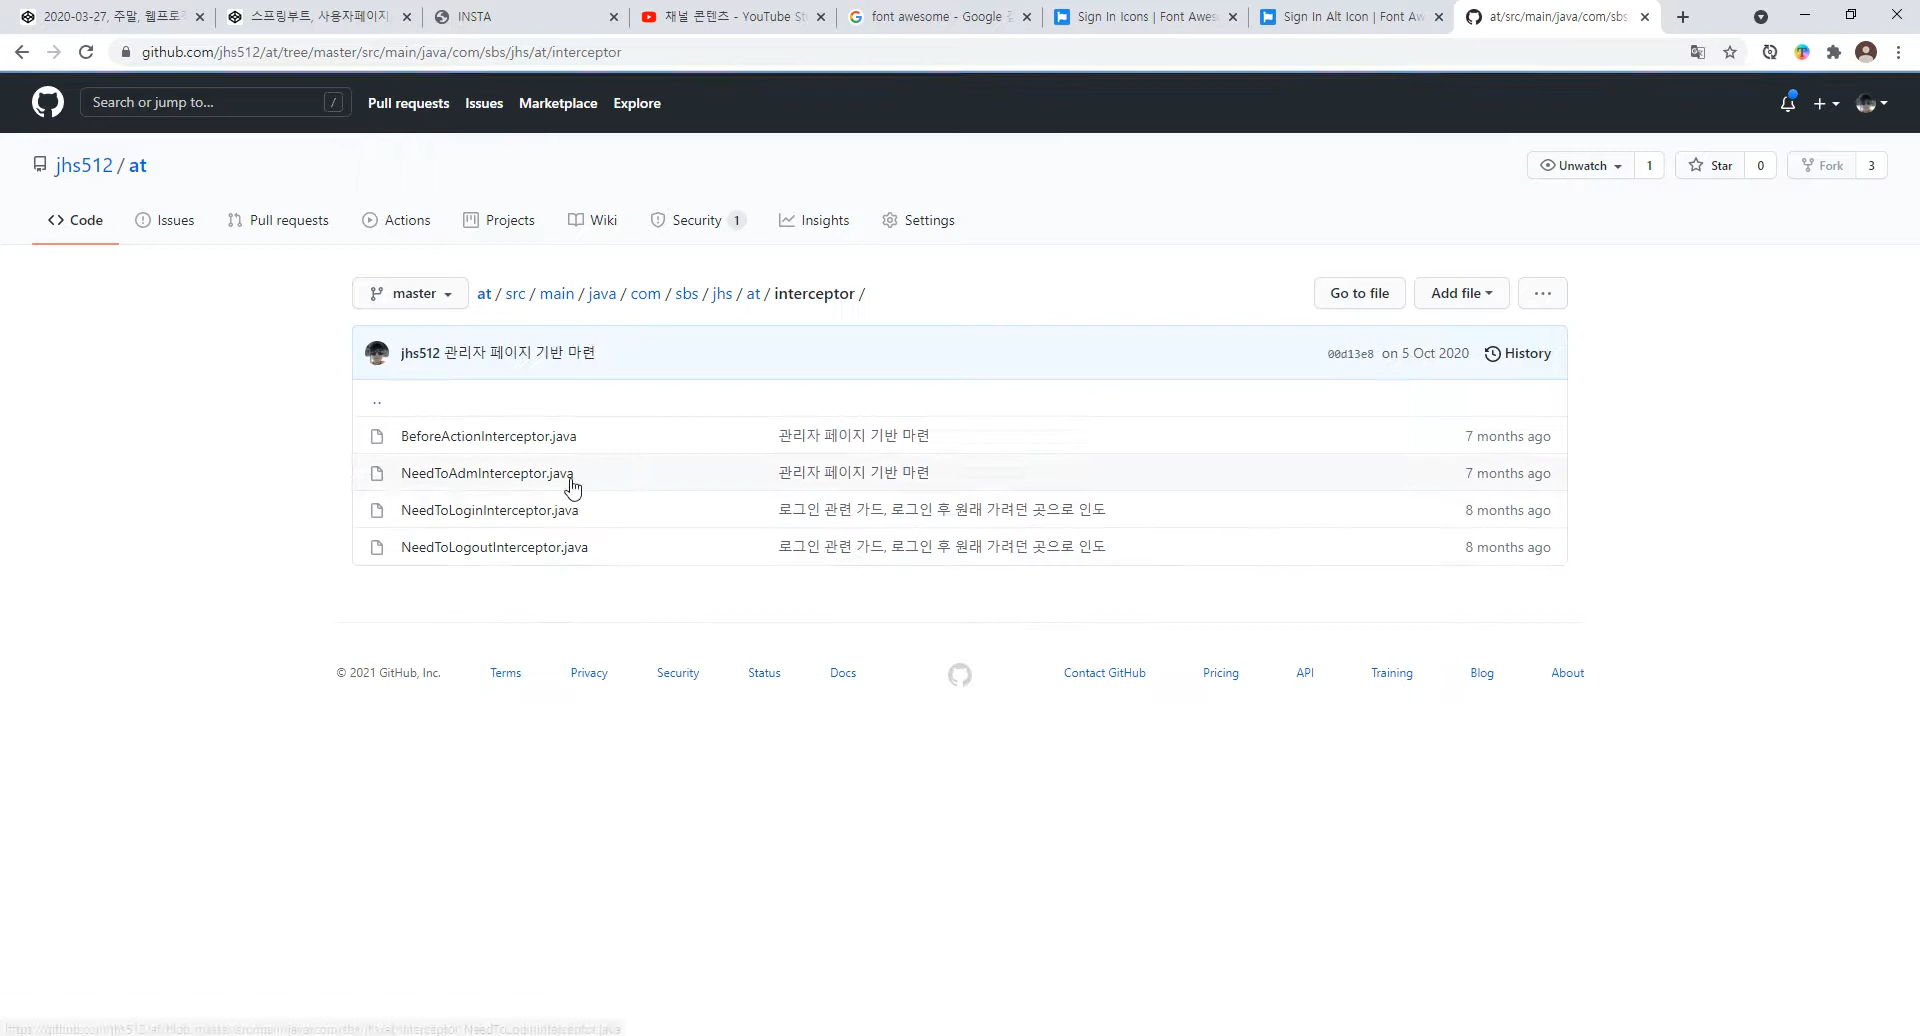 2020-03-27, 주말, 웹프로
스프링부트, 사용자페이지
INSTA
채널 콘텐츠 - YouTube St
font awesome - Google
Sign In Icons | Font Awes
Sign In Alt Icon | Font Aw
at/src/main/java/com/sbs
github.com/jhs512/at/tree/master/src/main/java/com/sbs/jhs/at/interceptor
Search or jump to... /
Pull requests Issues Marketplace Explore
jhs512 / at
Unwatch 1 Star 0 Fork 3
Code Issues Pull requests Actions Projects Wiki Security 1 Insights Settings
master at / src / main / java / com / sbs / jhs / at / interceptor / Go to file Add file ...
jhs512 관리자 페이지 기반 마련 00d13e8 on 5 Oct 2020 History
..
BeforeActionInterceptor.java 관리자 페이지 기반 마련 7 months ago
NeedToAdmInterceptor.java 관리자 페이지 기반 마련 7 months ago
NeedToLoginInterceptor.java 로그인 관련 가드, 로그인 후 원래 가려던 곳으로 인도 8 months ago
NeedToLogoutInterceptor.java 로그인 관련 가드, 로그인 후 원래 가려던 곳으로 인도 8 months ago
© 2021 GitHub, Inc. Terms Privacy Security Status Docs Contact GitHub Pricing API Training Blog About